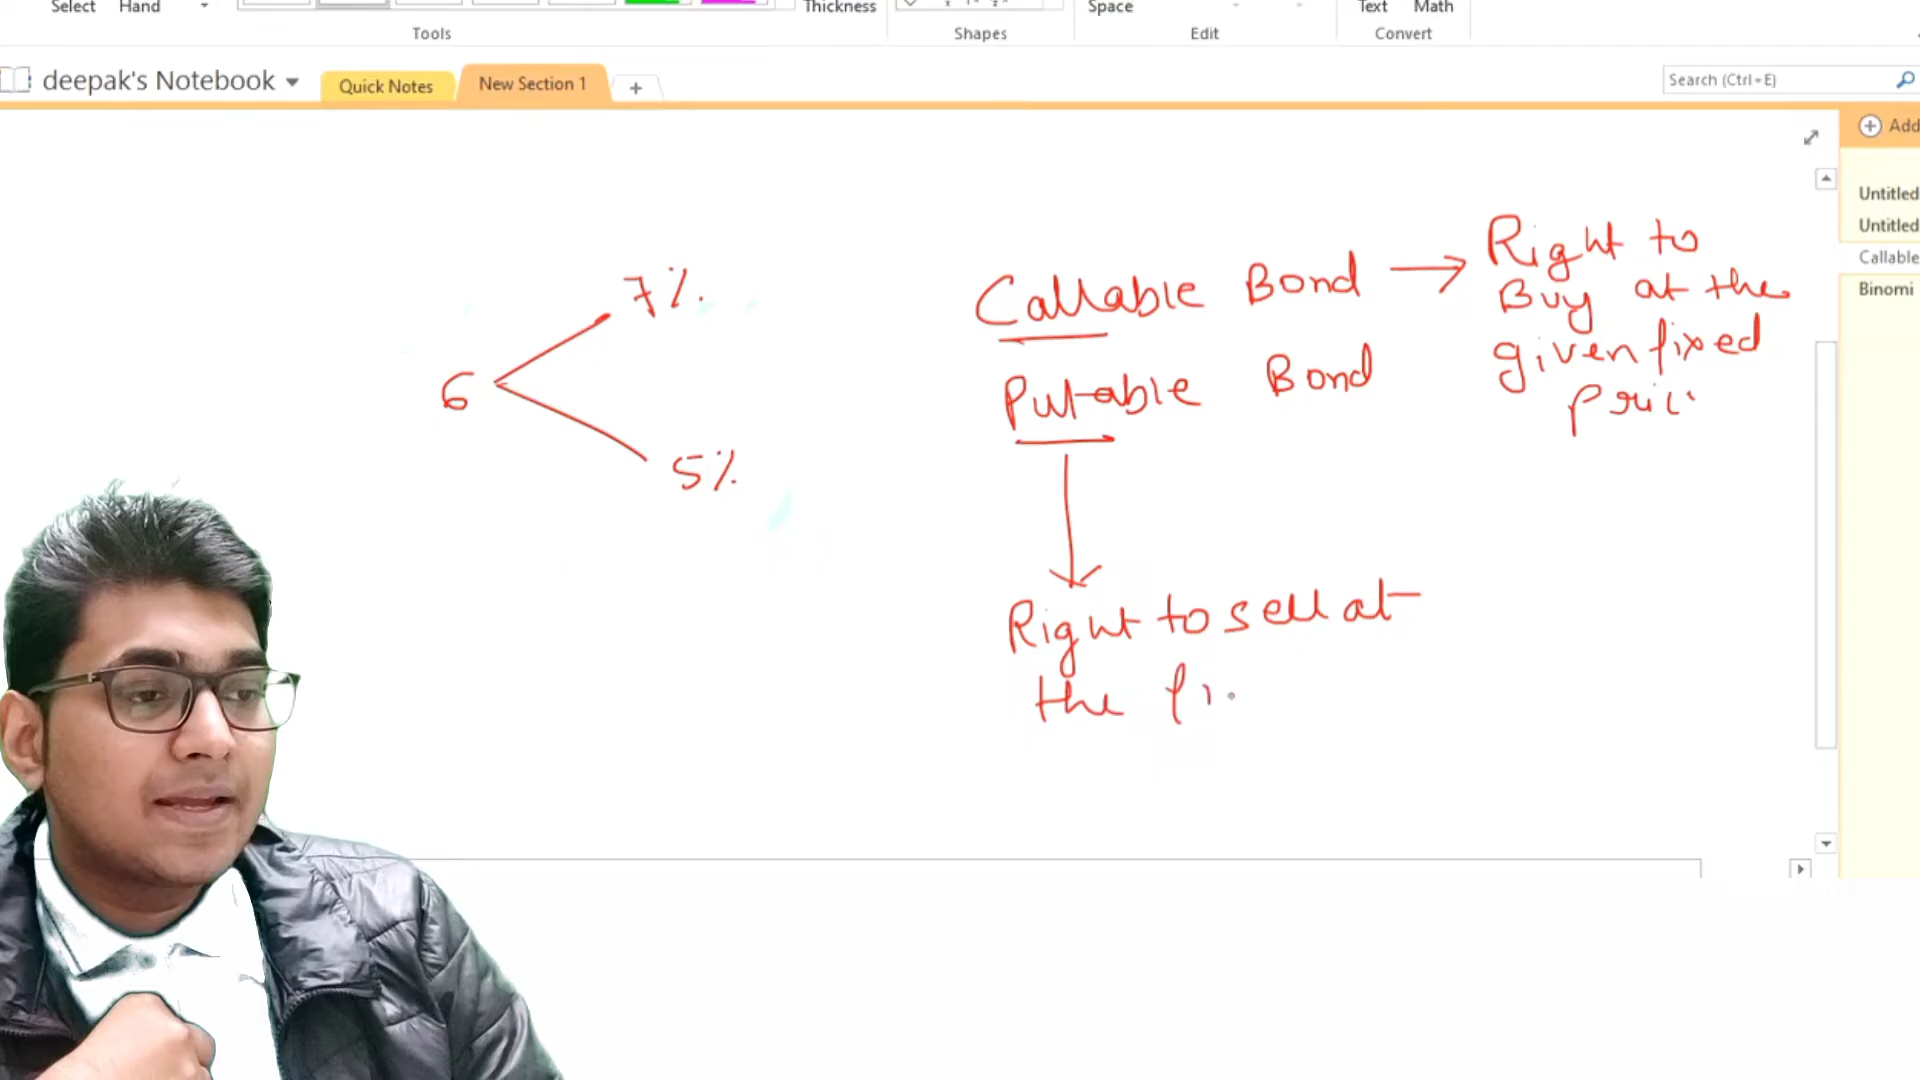 Select Hand
Thickness
Space
Text Math
Tools
Shapes
Edit
Convert
deepak's Notebook
Quick Notes
New Section 1
Search (Ctrl+E)
Add
Untitled
Untitled
Callable
Binomi
7%
6
5%
Callable Bond → Right to
Buy at the
given fixed
pric
Putable Bond
Right to sell at
the fi